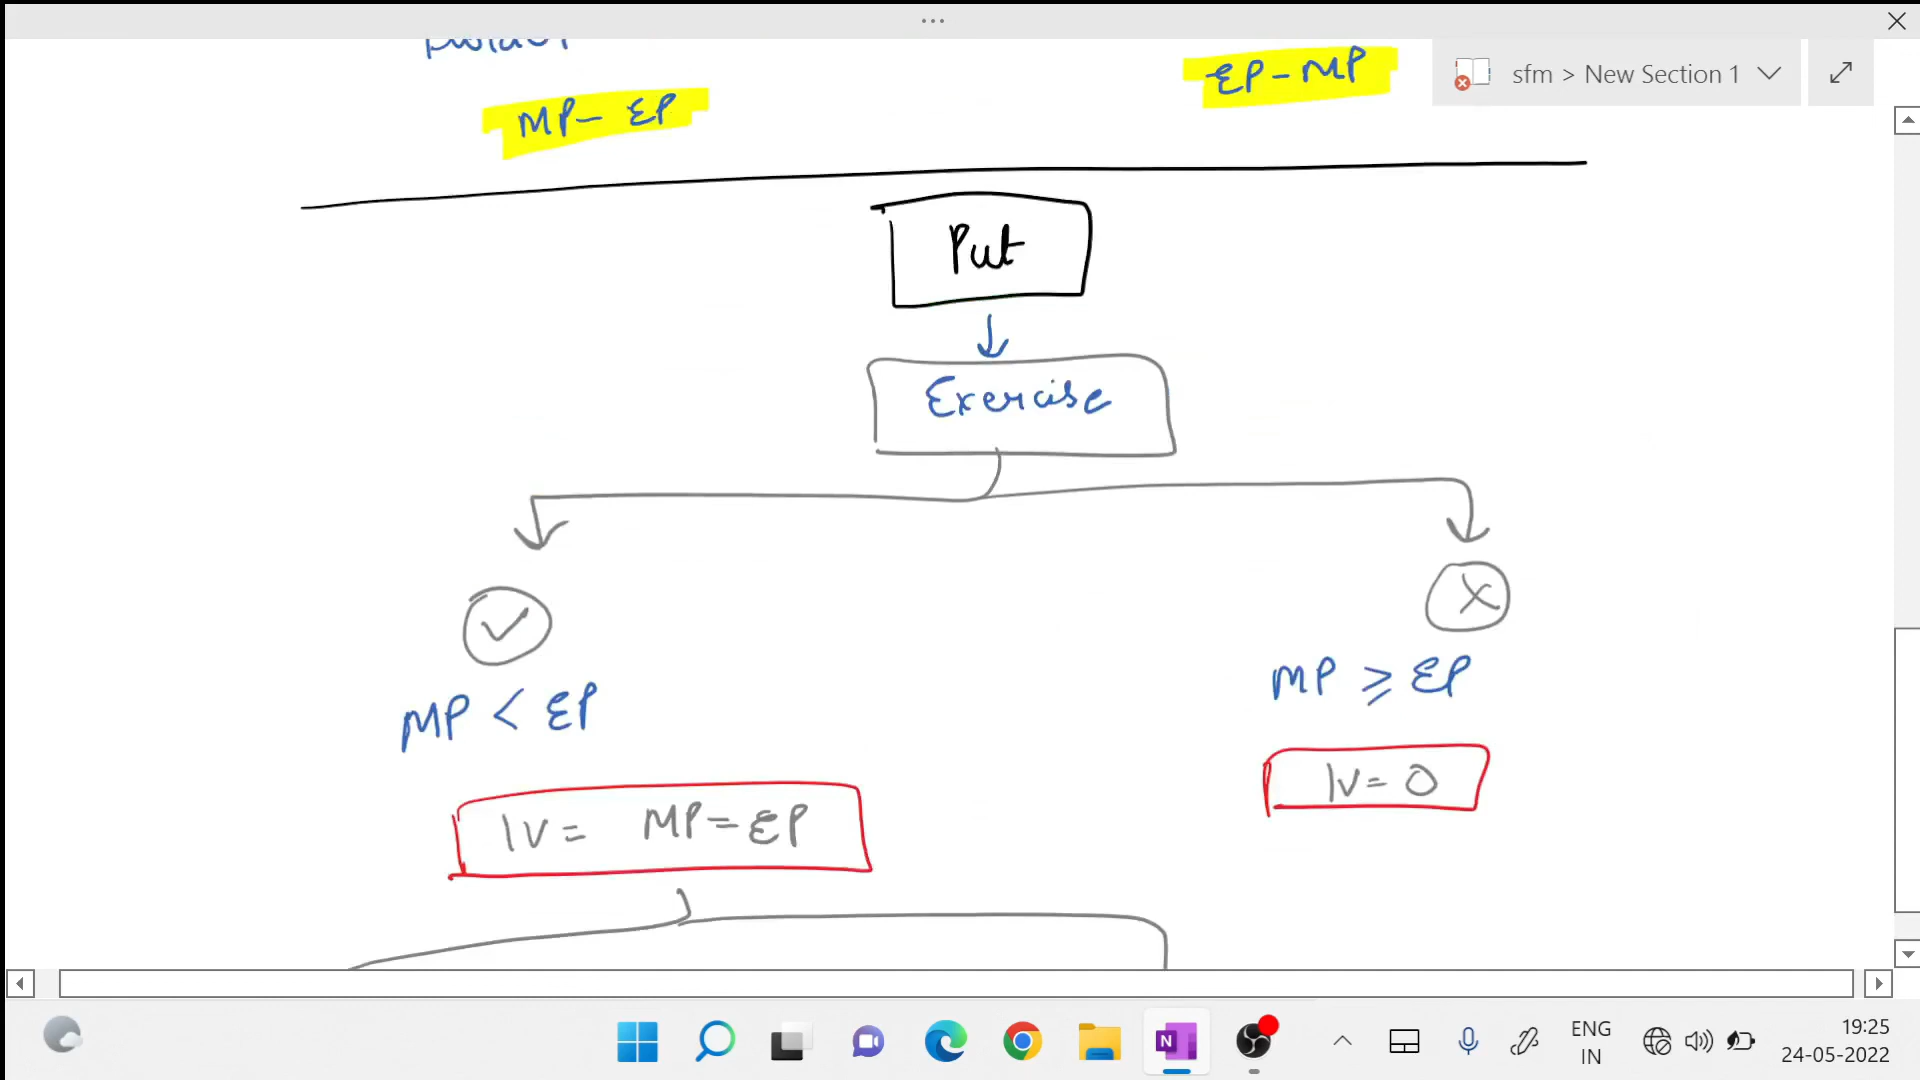 EP - MP
sfm > New Section 1
MP - EP
Put
Exercise
MP < EP
MP ≥ EP
IV = 0
IV = MP = EP
ENG
IN
19:25
24-05-2022